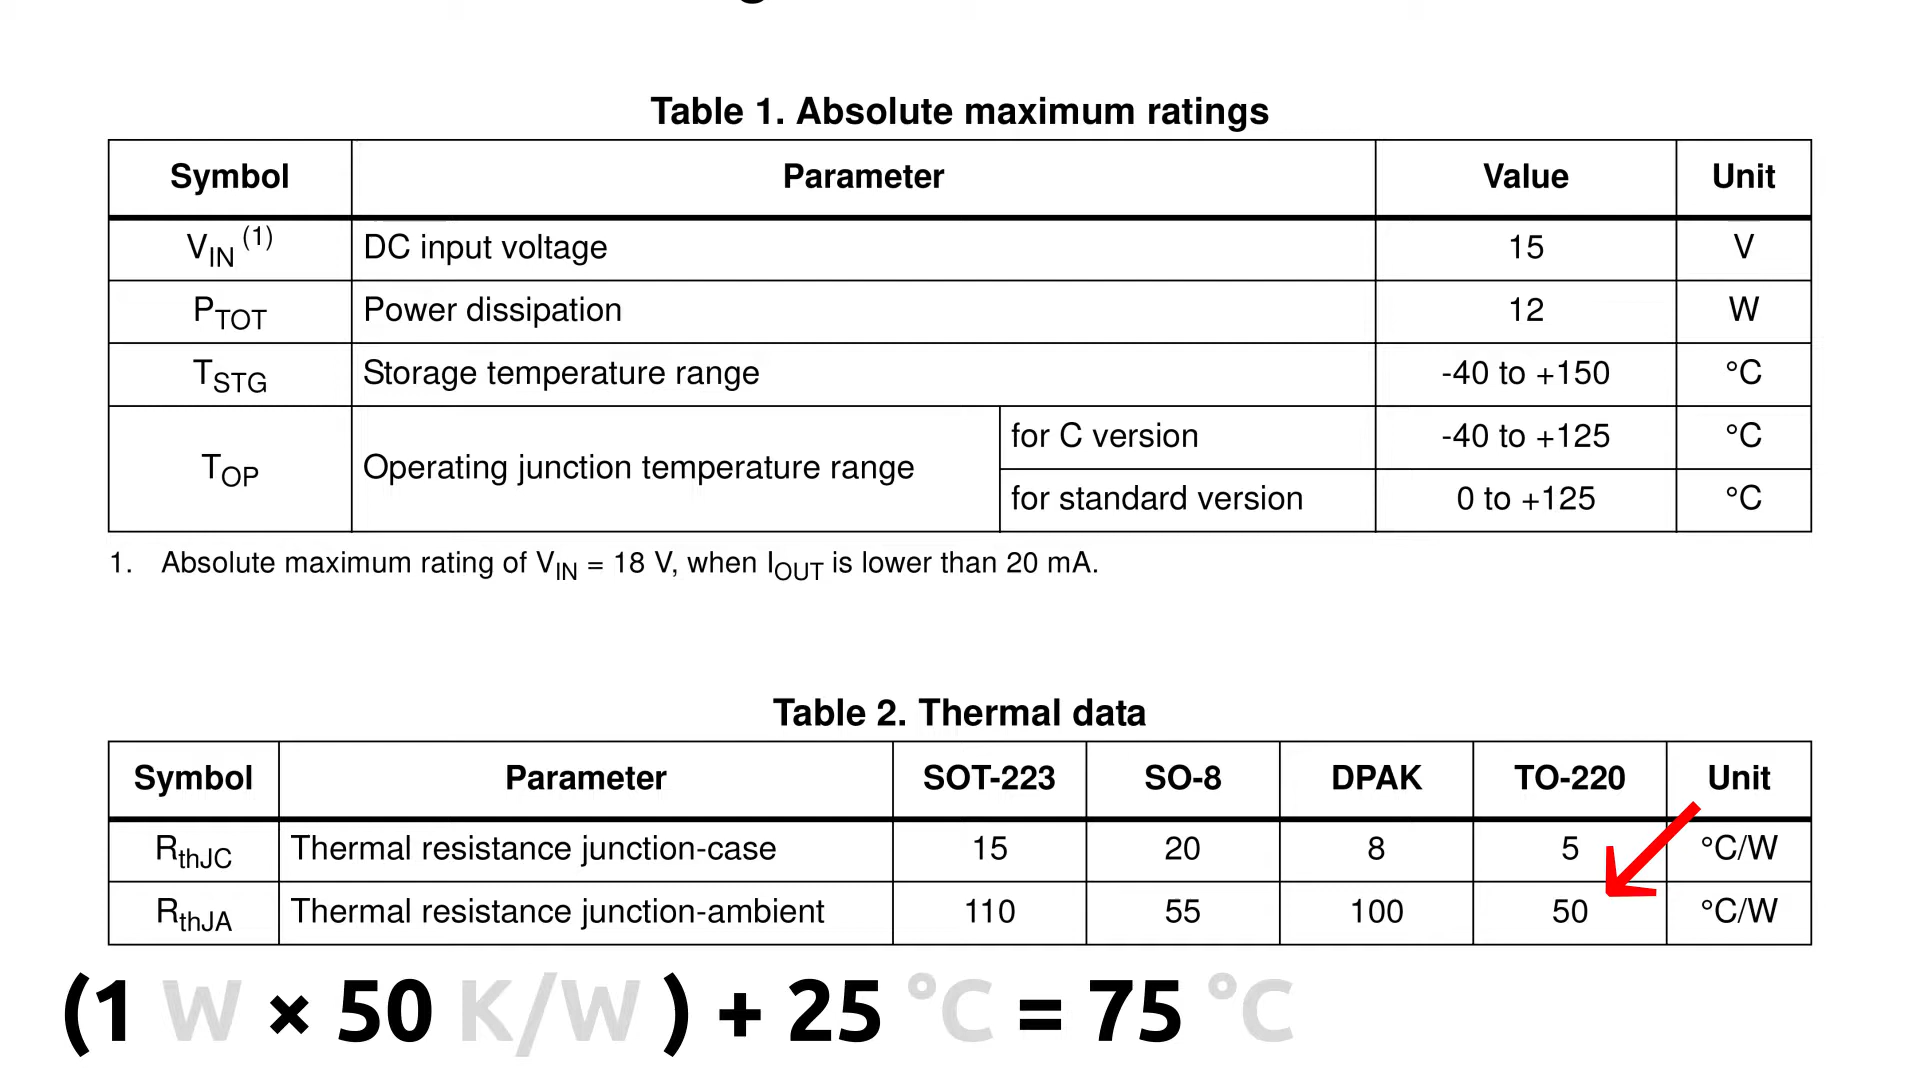 Table 1. Absolute maximum ratings
Symbol Parameter Value Unit
VIN (1) DC input voltage 15 V
PTOT Power dissipation 12 W
TSTG Storage temperature range -40 to +150 °C
TOP Operating junction temperature range for C version -40 to +125 °C
for standard version 0 to +125 °C
1. Absolute maximum rating of VIN = 18 V, when IOUT is lower than 20 mA.
Table 2. Thermal data
Symbol Parameter SOT-223 SO-8 DPAK TO-220 Unit
RthJC Thermal resistance junction-case 15 20 8 5 °C/W
RthJA Thermal resistance junction-ambient 110 55 100 50 °C/W
(1 W × 50 K/W ) + 25 °C = 75 °C